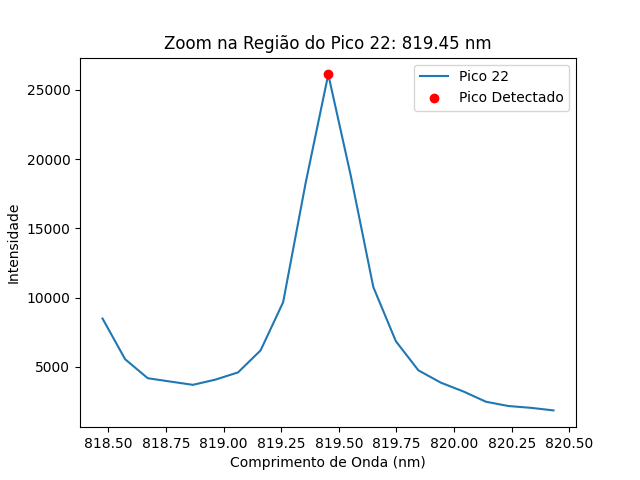 Zoom na Região do Pico 22: 819.45 nm
Pico 22
Pico Detectado
Intensidade
25000
20000
15000
10000
5000
818.50 818.75 819.00 819.25 819.50 819.75 820.00 820.25 820.50
Comprimento de Onda (nm)